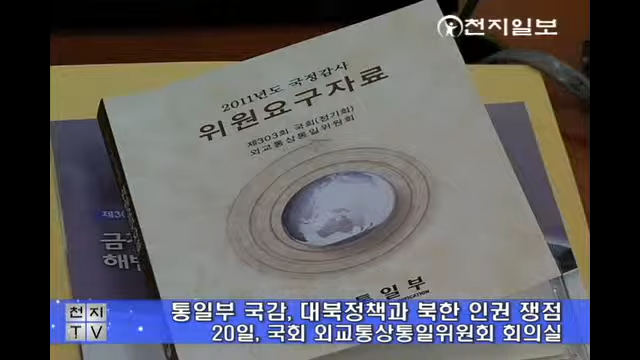 천지일보
2011년도 국정감사
위원요구자료
제303회 국회(정기회)
외교통상통일위원회
통일부
천지
TV
통일부 국감, 대북정책과 북한 인권 쟁점
20일, 국회 외교통상통일위원회 회의실